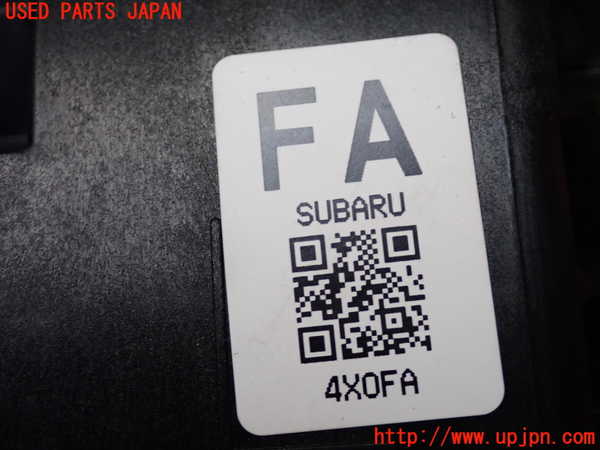 USED PARTS JAPAN
FA
SUBARU
4X0FA
http://www.upjpn.com/